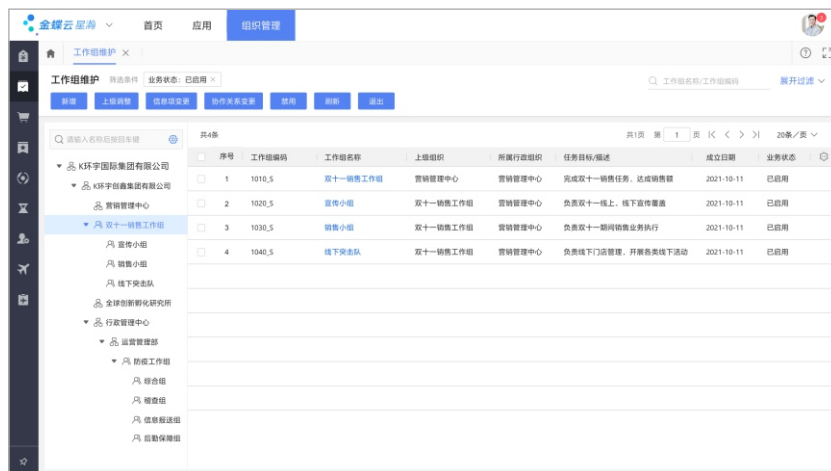 金蝶云星瀚 首页 应用 组织管理
工作组维护 ×
工作组维护 筛选条件 业务状态：已启用 × 工作组名称/工作组编码 展开过滤
新增 上级调整 信息项变更 协作关系变更 禁用 刷新 退出
请输入名称后按回车键
K环宇国际集团有限公司
K环宇创鑫集团有限公司
营销管理中心
双十一销售工作组
宣传小组
销售小组
线下突击队
全球创新孵化研究所
行政管理中心
运营管理部
防疫工作组
综合组
稽查组
信息报送组
后勤保障组
共4条 共1页 第 1 页 20条/页
序号 工作组编码 工作组名称 上级组织 所属行政组织 任务目标/描述 成立日期 业务状态
1 1010_S 双十一销售工作组 营销管理中心 营销管理中心 完成双十一销售任务，达成销售额 2021-10-11 已启用
2 1020_S 宣传小组 双十一销售工作组 营销管理中心 负责双十一线上、线下宣传覆盖 2021-10-11 已启用
3 1030_S 销售小组 双十一销售工作组 营销管理中心 负责双十一期间销售业务执行 2021-10-11 已启用
4 1040_S 线下突击队 双十一销售工作组 营销管理中心 负责线下门店管理，开展各类线下活动 2021-10-11 已启用